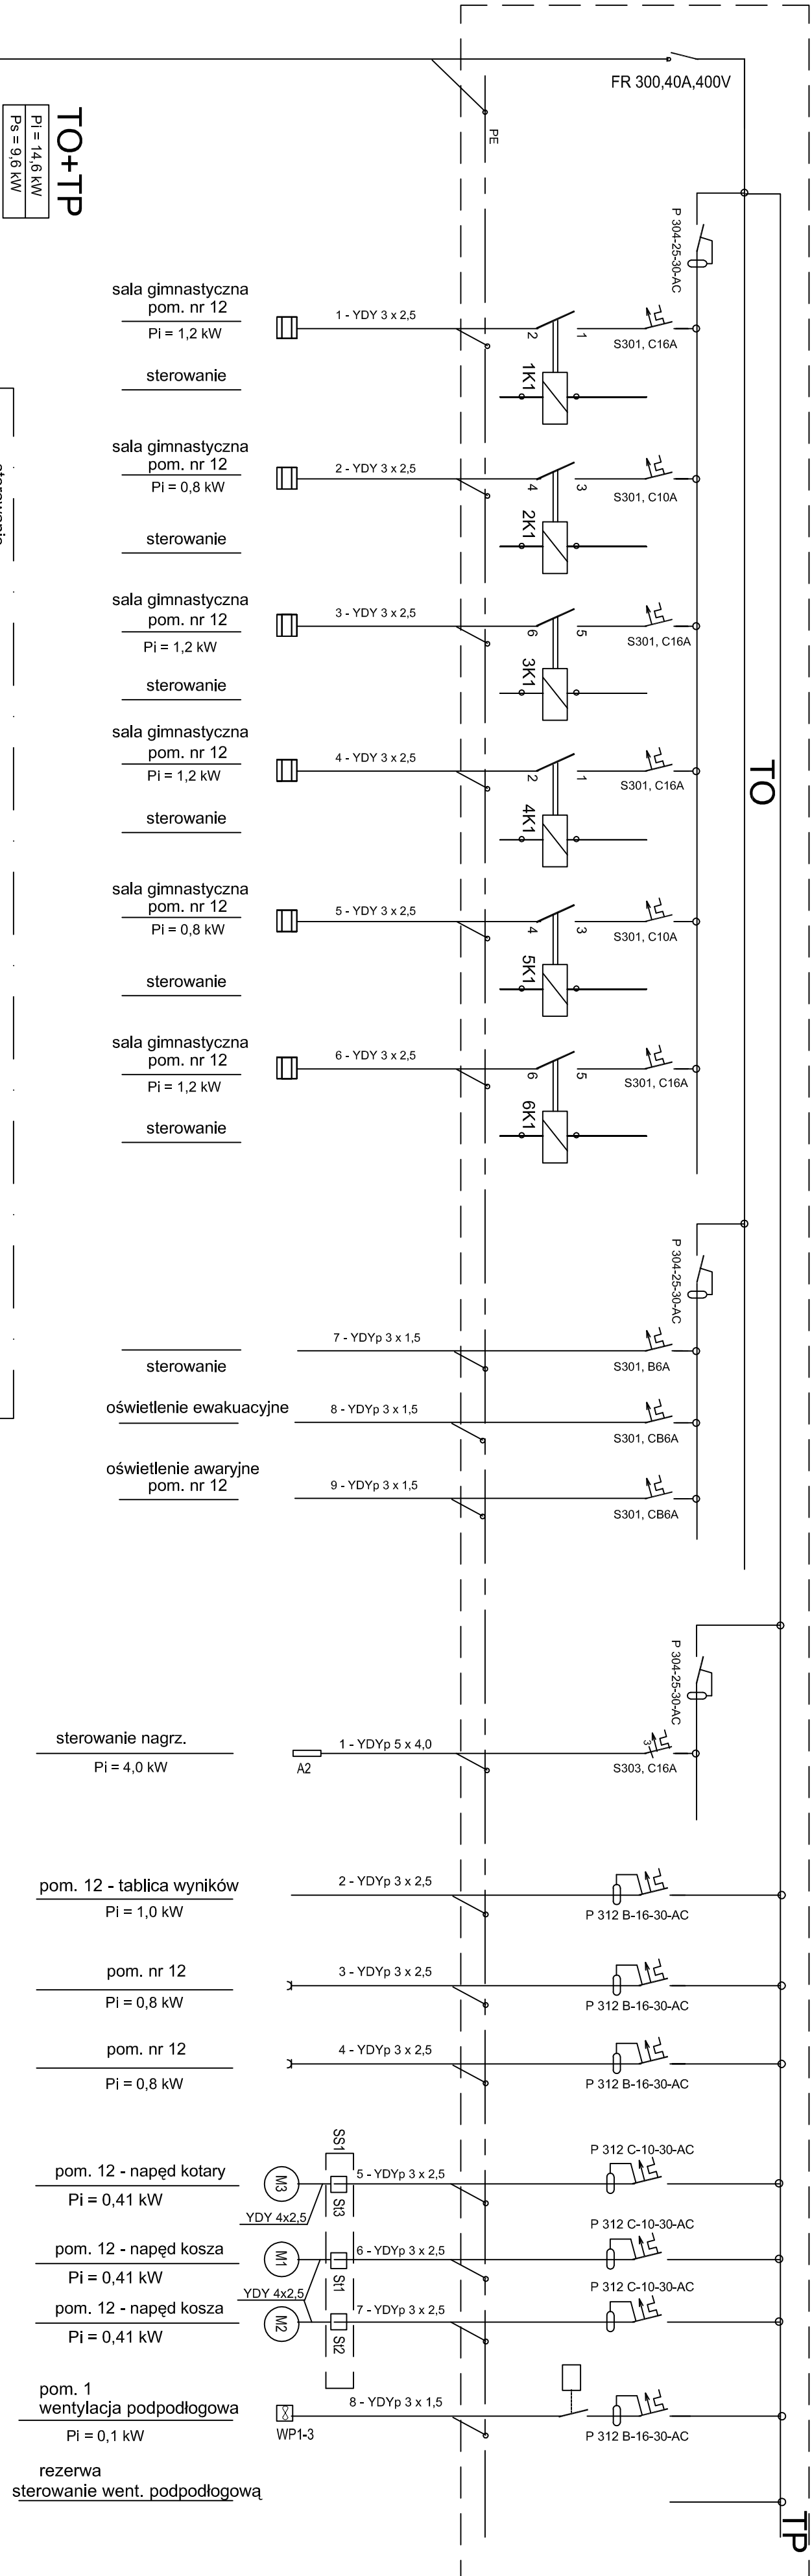 FR 300,40A,400V
PE
TO+TP
Pi = 14,6 kW
Ps = 9,6 kW
P 304-25-30-AC
sala gimnastyczna
pom. nr 12
Pi = 1,2 kW
1 - YDY 3 x 2,5
2
1
S301, C16A
sterowanie
1K1
sala gimnastyczna
pom. nr 12
Pi = 0,8 kW
2 - YDY 3 x 2,5
4
3
S301, C10A
sterowanie
2K1
sterowanie
sala gimnastyczna
pom. nr 12
Pi = 1,2 kW
3 - YDY 3 x 2,5
6
5
S301, C16A
sterowanie
3K1
sala gimnastyczna
pom. nr 12
Pi = 1,2 kW
4 - YDY 3 x 2,5
2
1
S301, C16A
TO
sterowanie
4K1
sala gimnastyczna
pom. nr 12
Pi = 0,8 kW
5 - YDY 3 x 2,5
4
3
S301, C10A
sterowanie
5K1
sala gimnastyczna
pom. nr 12
Pi = 1,2 kW
6 - YDY 3 x 2,5
6
5
S301, C16A
sterowanie
6K1
P 304-25-30-AC
7 - YDYp 3 x 1,5
sterowanie
S301, B6A
oświetlenie ewakuacyjne
8 - YDYp 3 x 1,5
S301, CB6A
oświetlenie awaryjne
pom. nr 12
9 - YDYp 3 x 1,5
S301, CB6A
P 304-25-30-AC
sterowanie nagrz.
Pi = 4,0 kW
A2
1 - YDYp 5 x 4,0
3
S303, C16A
pom. 12 - tablica wyników
Pi = 1,0 kW
2 - YDYp 3 x 2,5
P 312 B-16-30-AC
pom. nr 12
Pi = 0,8 kW
3 - YDYp 3 x 2,5
P 312 B-16-30-AC
pom. nr 12
Pi = 0,8 kW
4 - YDYp 3 x 2,5
P 312 B-16-30-AC
SS1
pom. 12 - napęd kotary
Pi = 0,41 kW
M3
YDY 4x2,5
St3
5 - YDYp 3 x 2,5
P 312 C-10-30-AC
pom. 12 - napęd kosza
Pi = 0,41 kW
M1
YDY 4x2,5
St1
6 - YDYp 3 x 2,5
P 312 C-10-30-AC
pom. 12 - napęd kosza
Pi = 0,41 kW
M2
St2
7 - YDYp 3 x 2,5
P 312 C-10-30-AC
pom. 1
wentylacja podpodłogowa
Pi = 0,1 kW
WP1-3
8 - YDYp 3 x 1,5
P 312 B-16-30-AC
rezerwa
sterowanie went. podpodłogową
TP